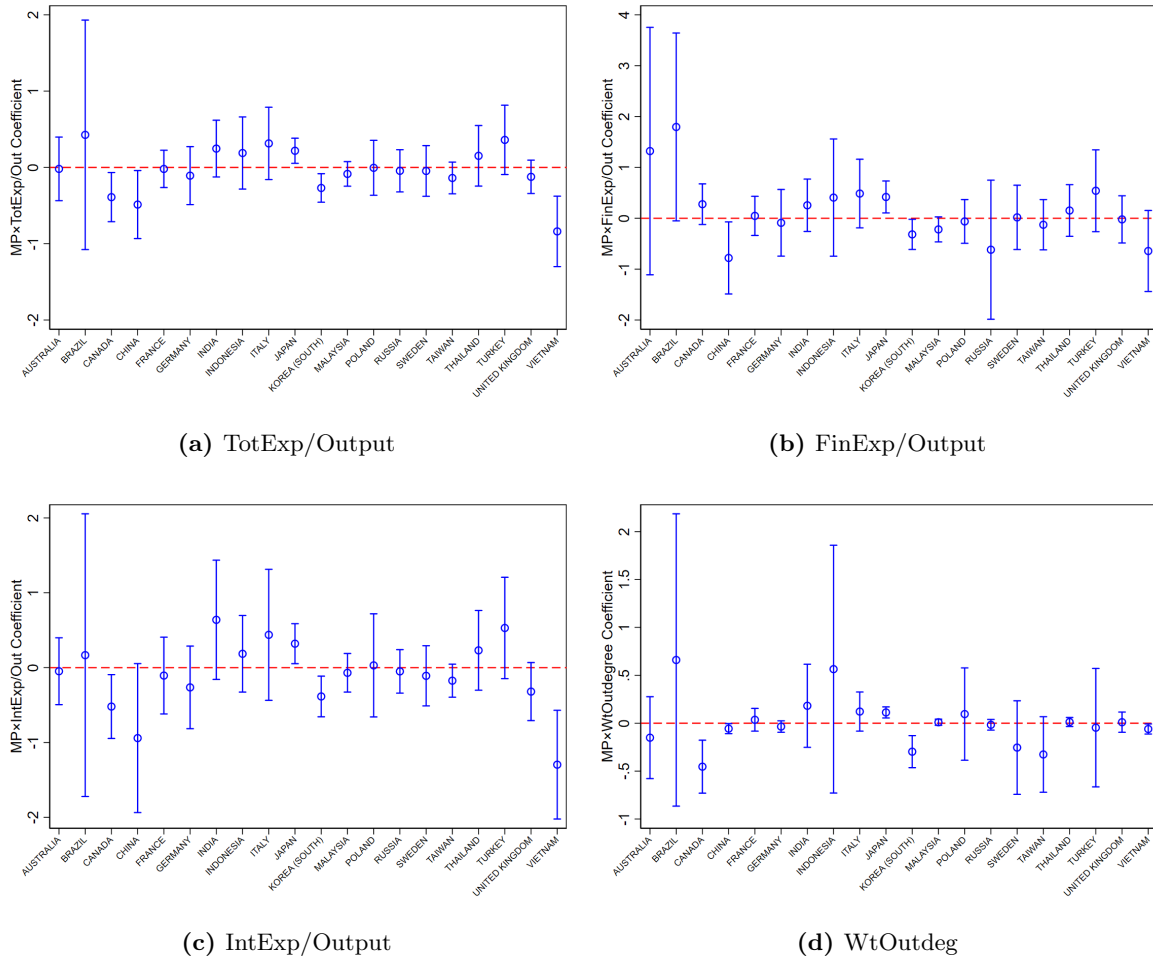 MP×TotExp/Out Coefficient
2
1
0
-1
-2
AUSTRALIA
BRAZIL
CANADA
CHINA
FRANCE
GERMANY
INDIA
INDONESIA
ITALY
JAPAN
KOREA (SOUTH)
MALAYSIA
POLAND
RUSSIA
SWEDEN
TAIWAN
THAILAND
TURKEY
UNITED KINGDOM
VIETNAM
(a) TotExp/Output
MP×FinExp/Out Coefficient
4
3
2
1
0
-1
-2
AUSTRALIA
BRAZIL
CANADA
CHINA
FRANCE
GERMANY
INDIA
INDONESIA
ITALY
JAPAN
KOREA (SOUTH)
MALAYSIA
POLAND
RUSSIA
SWEDEN
TAIWAN
THAILAND
TURKEY
UNITED KINGDOM
VIETNAM
(b) FinExp/Output
MP×IntExp/Out Coefficient
2
1
0
-1
-2
AUSTRALIA
BRAZIL
CANADA
CHINA
FRANCE
GERMANY
INDIA
INDONESIA
ITALY
JAPAN
KOREA (SOUTH)
MALAYSIA
POLAND
RUSSIA
SWEDEN
TAIWAN
THAILAND
TURKEY
UNITED KINGDOM
VIETNAM
(c) IntExp/Output
MP×WtOutdegree Coefficient
2
1.5
1
.5
0
-.5
-1
AUSTRALIA
BRAZIL
CANADA
CHINA
FRANCE
GERMANY
INDIA
INDONESIA
ITALY
JAPAN
KOREA (SOUTH)
MALAYSIA
POLAND
RUSSIA
SWEDEN
TAIWAN
THAILAND
TURKEY
UNITED KINGDOM
VIETNAM
(d) WtOutdeg